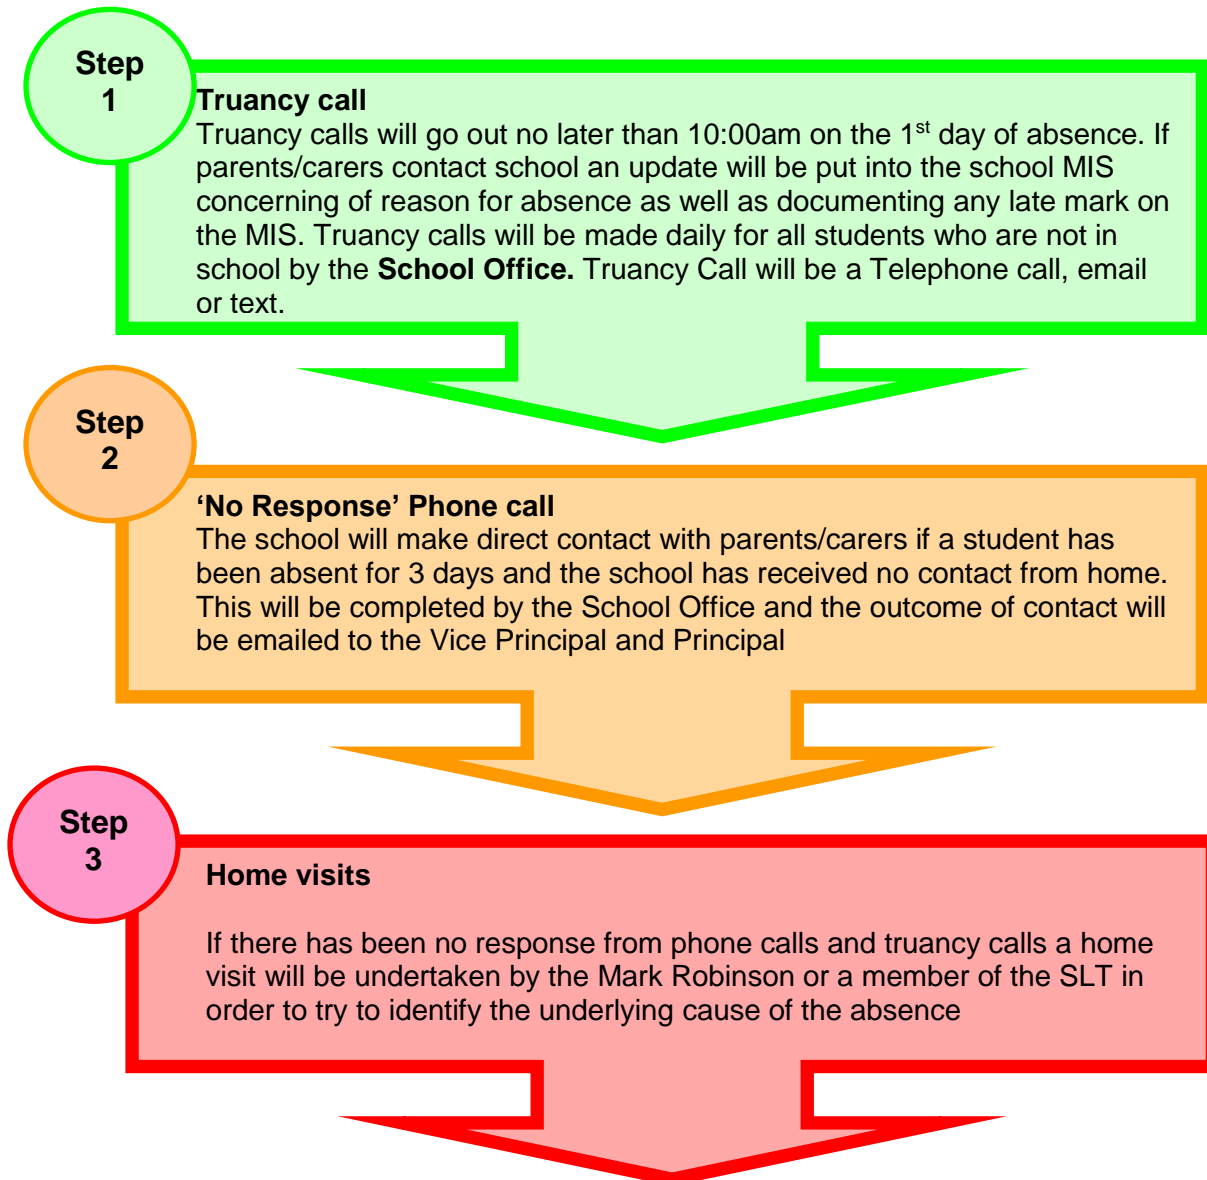 Step
1
Truancy call
Truancy calls will go out no later than 10:00am on the 1st day of absence. If
parents/carers contact school an update will be put into the school MIS
concerning of reason for absence as well as documenting any late mark on
the MIS. Truancy calls will be made daily for all students who are not in
school by the School Office. Truancy Call will be a Telephone call, email
or text.
Step
2
‘No Response’ Phone call
The school will make direct contact with parents/carers if a student has
been absent for 3 days and the school has received no contact from home.
This will be completed by the School Office and the outcome of contact will
be emailed to the Vice Principal and Principal
Step
3
Home visits
If there has been no response from phone calls and truancy calls a home
visit will be undertaken by the Mark Robinson or a member of the SLT in
order to try to identify the underlying cause of the absence